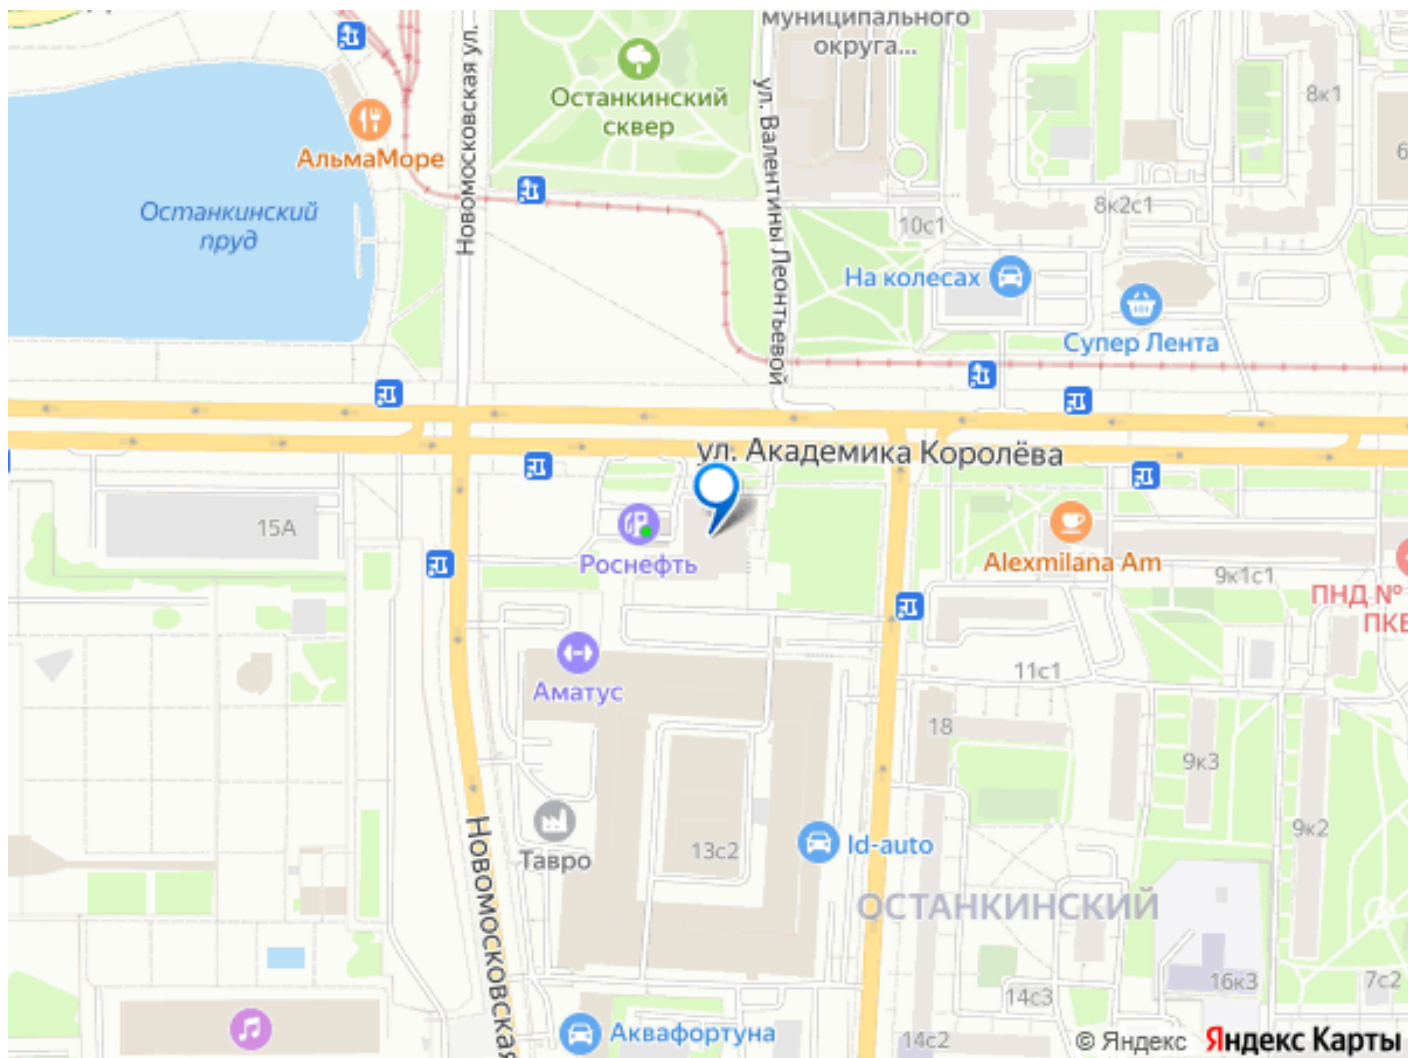 муниципального
округа...
Новомосковская ул.
ул. Валентины Леонтьевой
Останкинский
сквер
8к1
АльмаМоре
Останкинский
пруд
8к2с1
10с1
На колесах
Супер Лента
ул. Академика Королёва
15А
Роснефть
Alexmilana Am
9к1с1
ПНД №
11с1
Аматус
18
9к3
9к2
Тавро
13с2
Id-auto
Новомосковская
ОСТАНКИНСКИЙ
16к3
7с2
14с3
Аквафортуна
14с2
© Яндекс Яндекс Карты